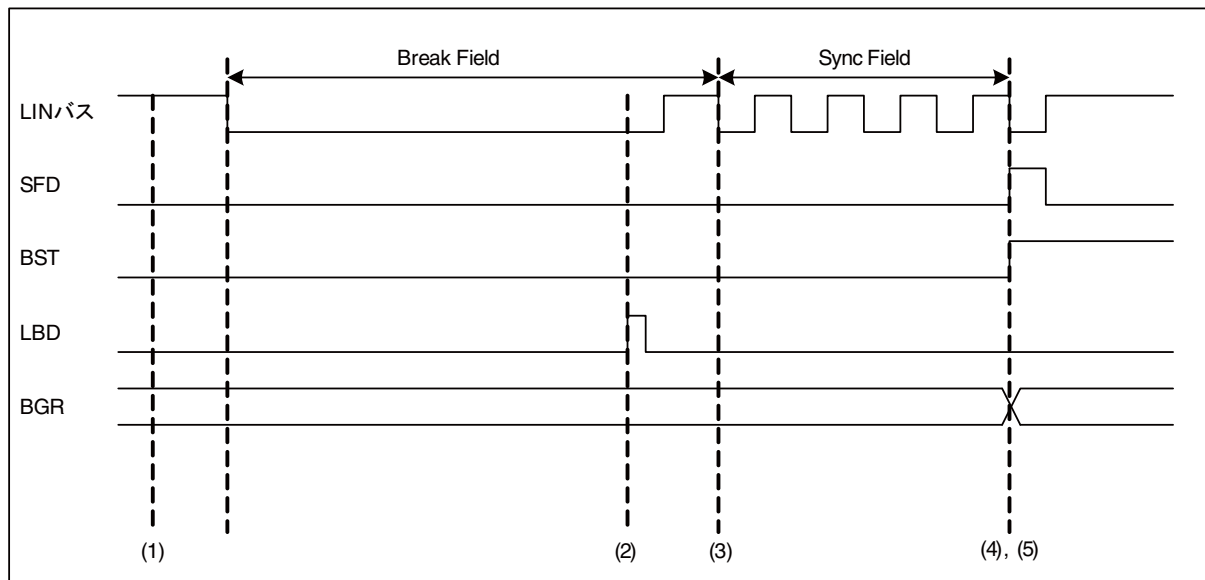 Break Field
Sync Field
LINバス
SFD
BST
LBD
BGR
(1)
(2)
(3)
(4), (5)